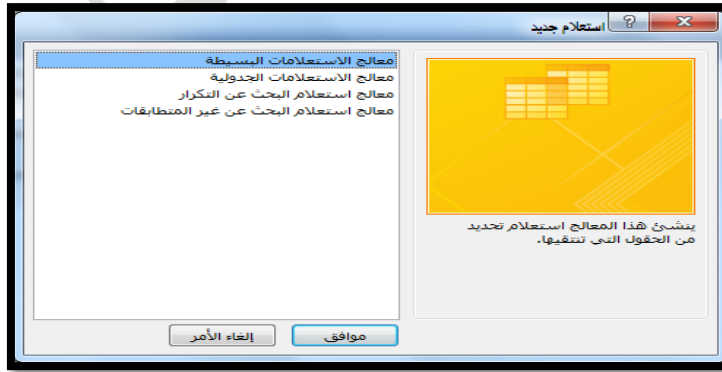 استعلام جديد
معالج الاستعلامات البسيطة
معالج الاستعلامات الجدولية
معالج استعلام البحث عن التكرار
معالج استعلام البحث عن غير المتطابقات
ينشئ هذا المعالج استعلام تحديد
من الحقول التي تنتقيها.
موافق
إلغاء الأمر